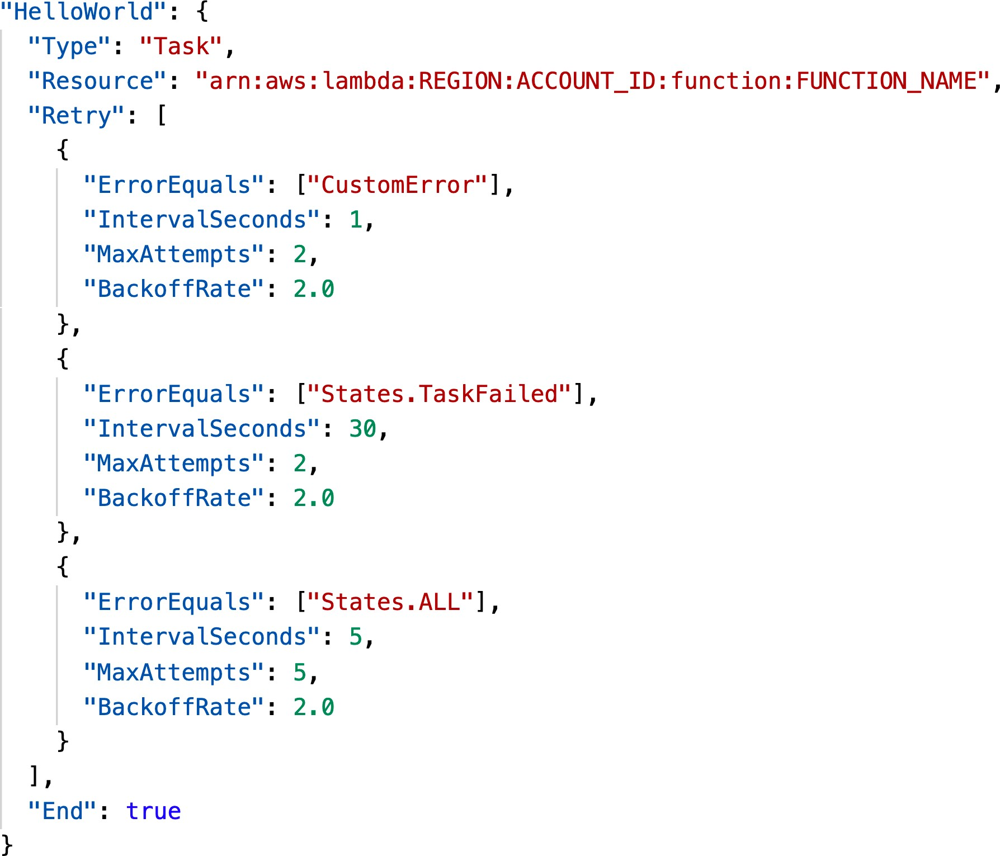 "HelloWorld": {
  "Type": "Task",
  "Resource": "arn:aws:lambda:REGION:ACCOUNT_ID:function:FUNCTION_NAME",
  "Retry": [
    {
      "ErrorEquals": ["CustomError"],
      "IntervalSeconds": 1,
      "MaxAttempts": 2,
      "BackoffRate": 2.0
    },
    {
      "ErrorEquals": ["States.TaskFailed"],
      "IntervalSeconds": 30,
      "MaxAttempts": 2,
      "BackoffRate": 2.0
    },
    {
      "ErrorEquals": ["States.ALL"],
      "IntervalSeconds": 5,
      "MaxAttempts": 5,
      "BackoffRate": 2.0
    }
  ],
  "End": true
}